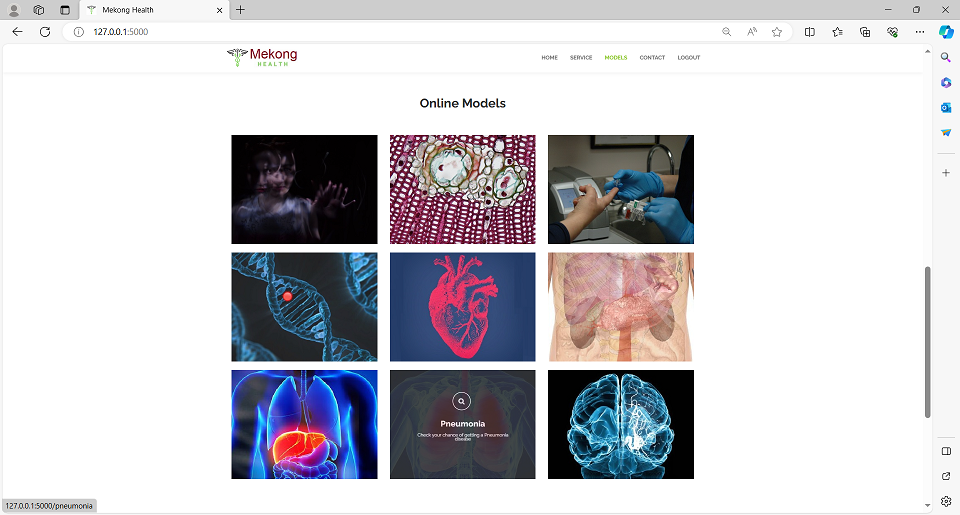 Mekong Health
127.0.0.1:5000
Mekong
HEALTH
HOME SERVICE MODELS CONTACT LOGOUT
Online Models
Pneumonia
Check your chance of getting a Pneumonia
disease
127.0.0.1:5000/pneumonia